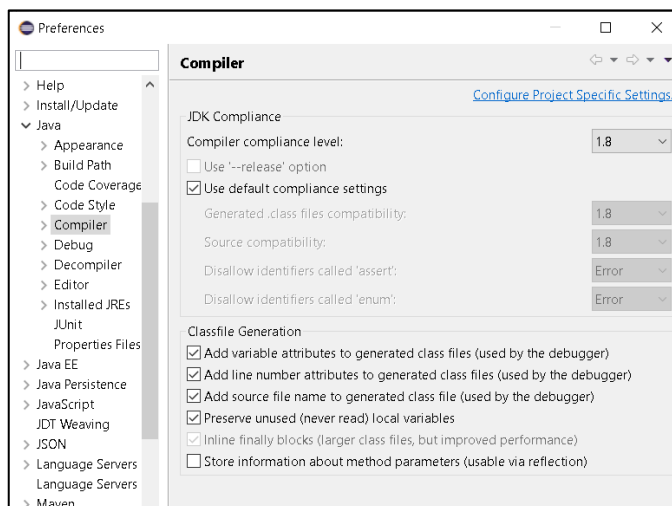 Preferences
Help
Install/Update
Java
Appearance
Build Path
Code Coverage
Code Style
Compiler
Debug
Decompiler
Editor
Installed JREs
JUnit
Properties Files
Java EE
Java Persistence
JavaScript
JDT Weaving
JSON
Language Servers
Language Servers
Maven
Compiler
Configure Project Specific Settings
JDK Compliance
Compiler compliance level: 1.8
Use '--release' option
Use default compliance settings
Generated .class files compatibility: 1.8
Source compatibility: 1.8
Disallow identifiers called 'assert': Error
Disallow identifiers called 'enum': Error
Classfile Generation
Add variable attributes to generated class files (used by the debugger)
Add line number attributes to generated class files (used by the debugger)
Add source file name to generated class file (used by the debugger)
Preserve unused (never read) local variables
Inline finally blocks (larger class files, but improved performance)
Store information about method parameters (usable via reflection)